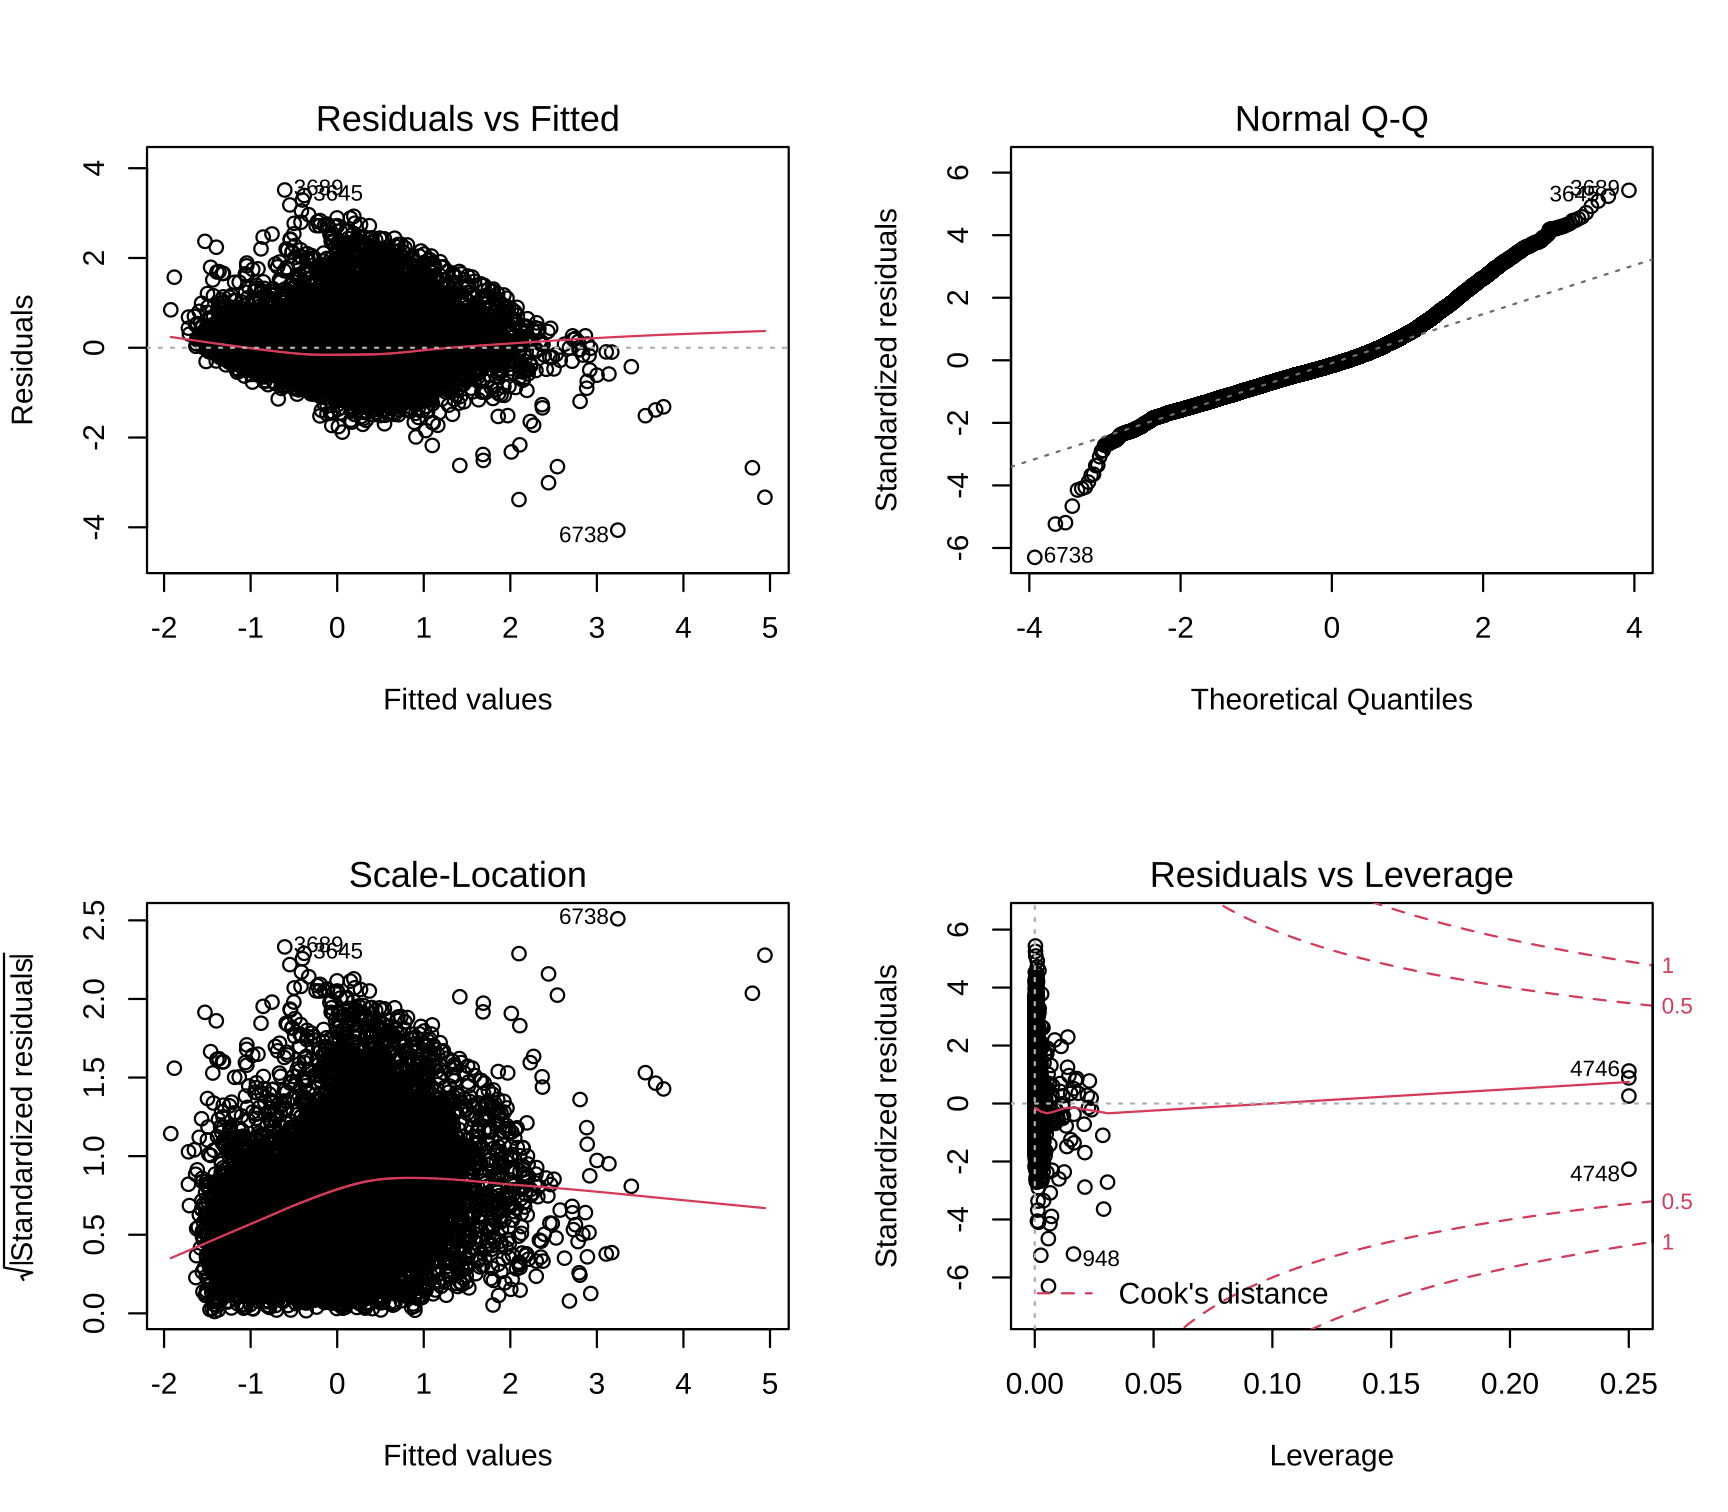 Residuals vs Fitted
Residuals
4
2
0
-2
-4
3689
3645
6738
-2 -1 0 1 2 3 4 5
Fitted values
Normal Q-Q
Standardized residuals
6
4
2
0
-2
-4
-6
3689
3645
6738
-4 -2 0 2 4
Theoretical Quantiles
Scale-Location
√|Standardized residuals|
2.5
2.0
1.5
1.0
0.5
0.0
6738
3689
3645
-2 -1 0 1 2 3 4 5
Fitted values
Residuals vs Leverage
Standardized residuals
6
4
2
0
-2
-4
-6
1
0.5
4746
4748
0.5
1
948
Cook's distance
0.00 0.05 0.10 0.15 0.20 0.25
Leverage